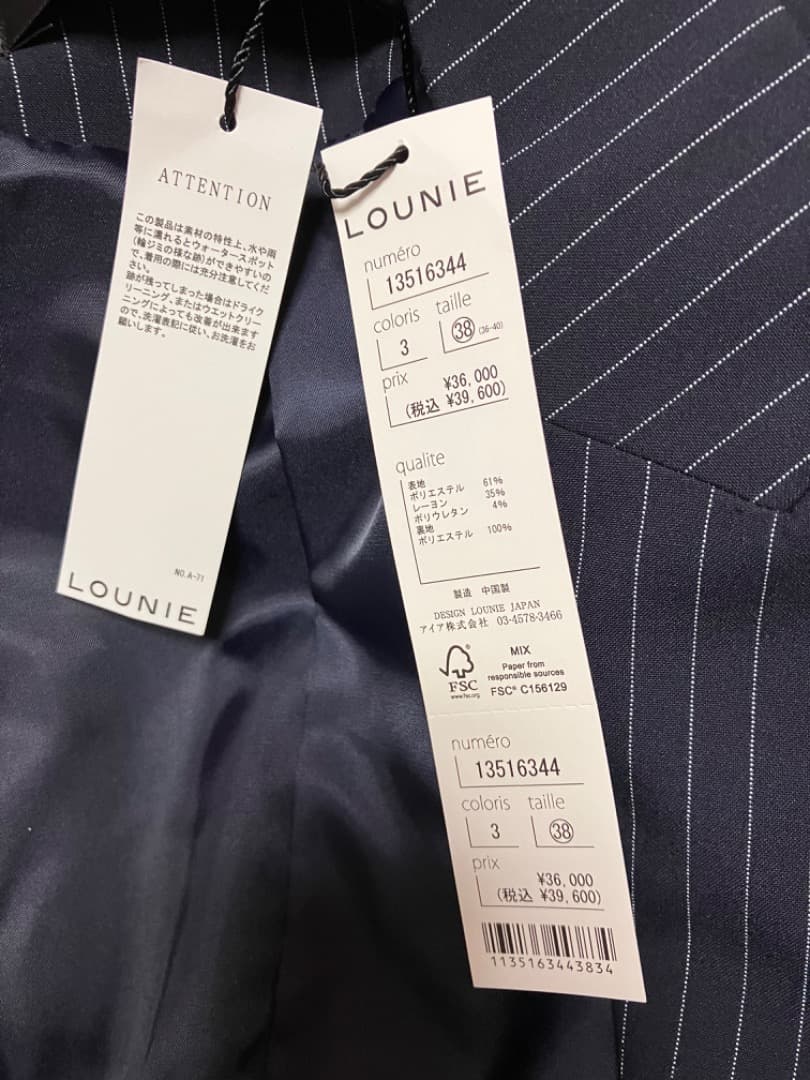 ATTENTION
この製品は素材の特性上、水や雨
等に濡れるとウォータースポット
(輪ジミの様な跡)ができやすいの
で、着用の際には充分注意してくだ
さい。
跡が残ってしまった場合はドライク
リーニング、またはウエットクリー
ニングによっても改善が出来ます
ので、洗濯表記に従い、お洗濯をお
願いします。
NO.A-71
LOUNIE
LOUNIE
numéro
13516344
coloris taille
3 38 (36-40)
prix
¥36,000
(税込 ¥39,600)
qualite
表地
ポリエステル 61%
レーヨン 35%
ポリウレタン 4%
裏地
ポリエステル 100%
製造 中国製
DESIGN LOUNIE JAPAN
アイア株式会社 03-4578-3466
FSC
www.fsc.org
MIX
Paper from
responsible sources
FSC® C156129
numéro
13516344
coloris taille
3 38
prix
¥36,000
(税込 ¥39,600)
1135163443834